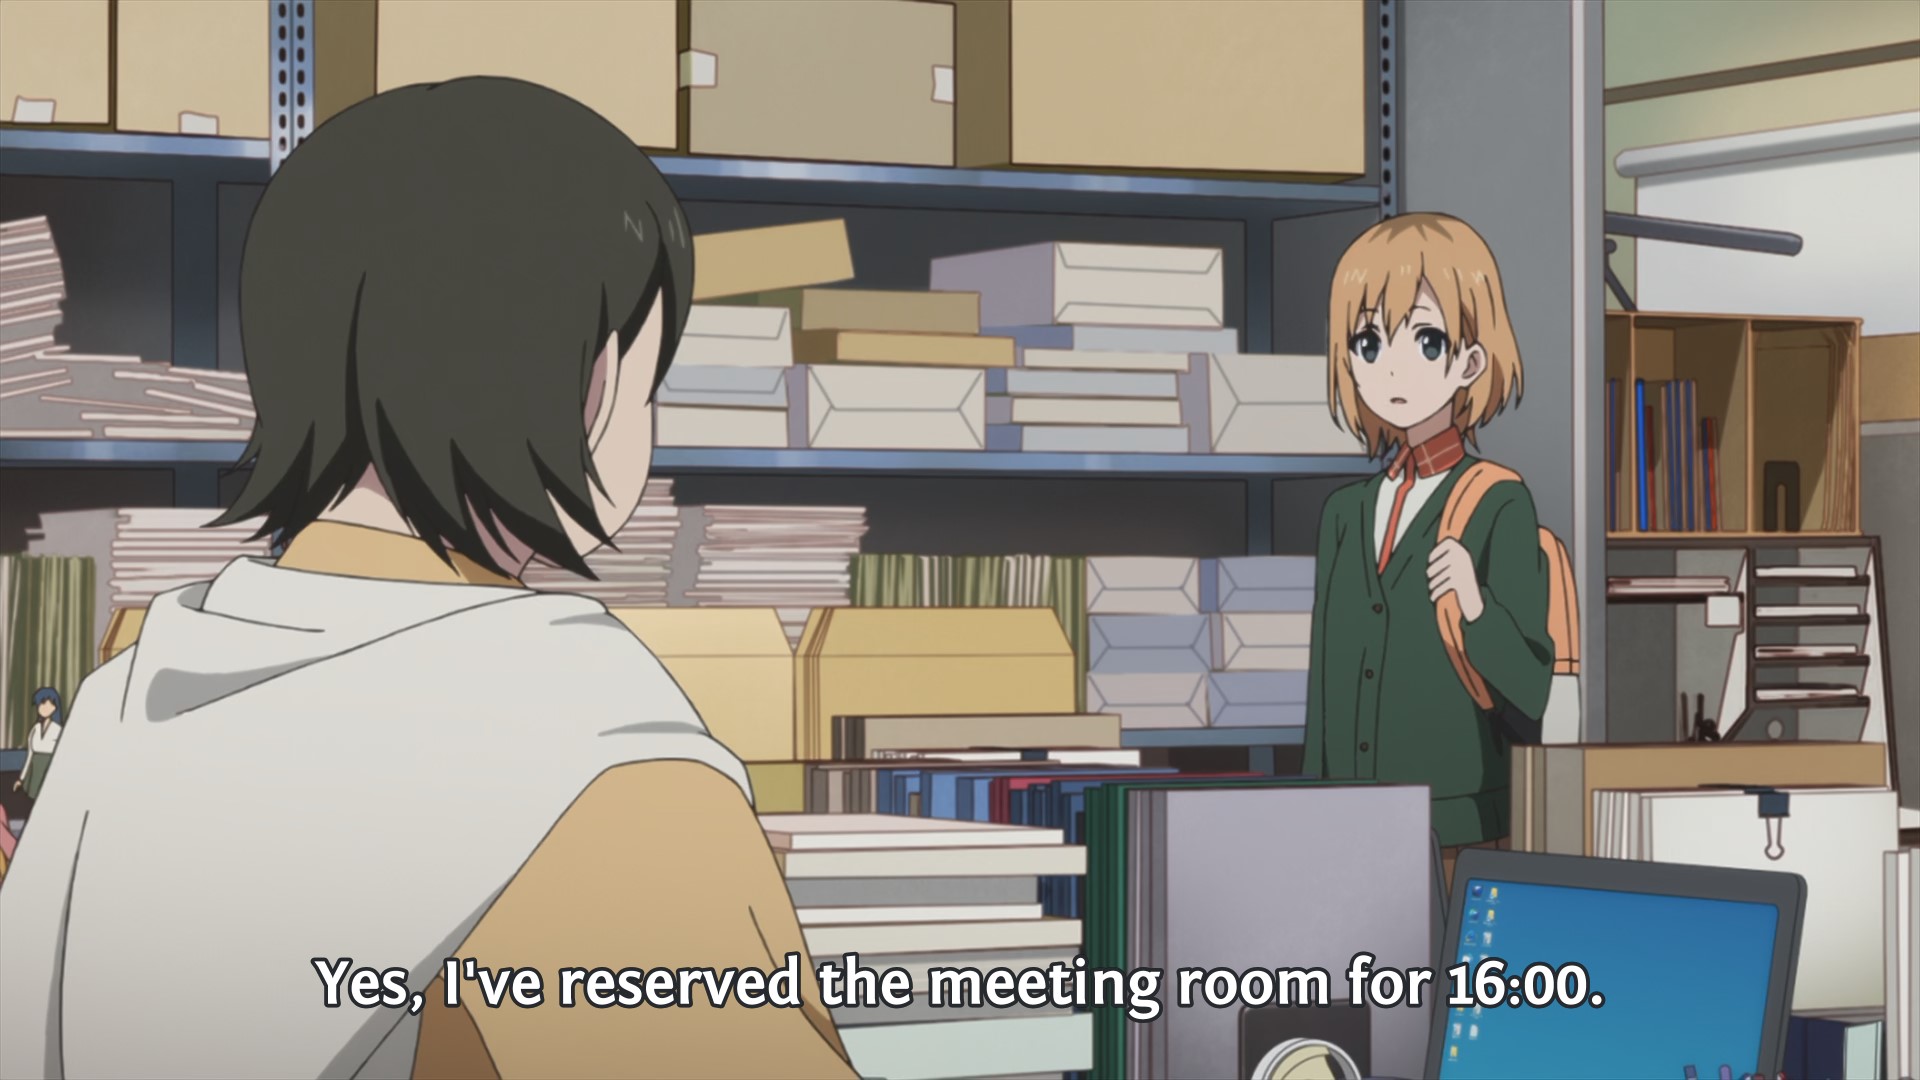 Yes, I've reserved the meeting room for 16:00.